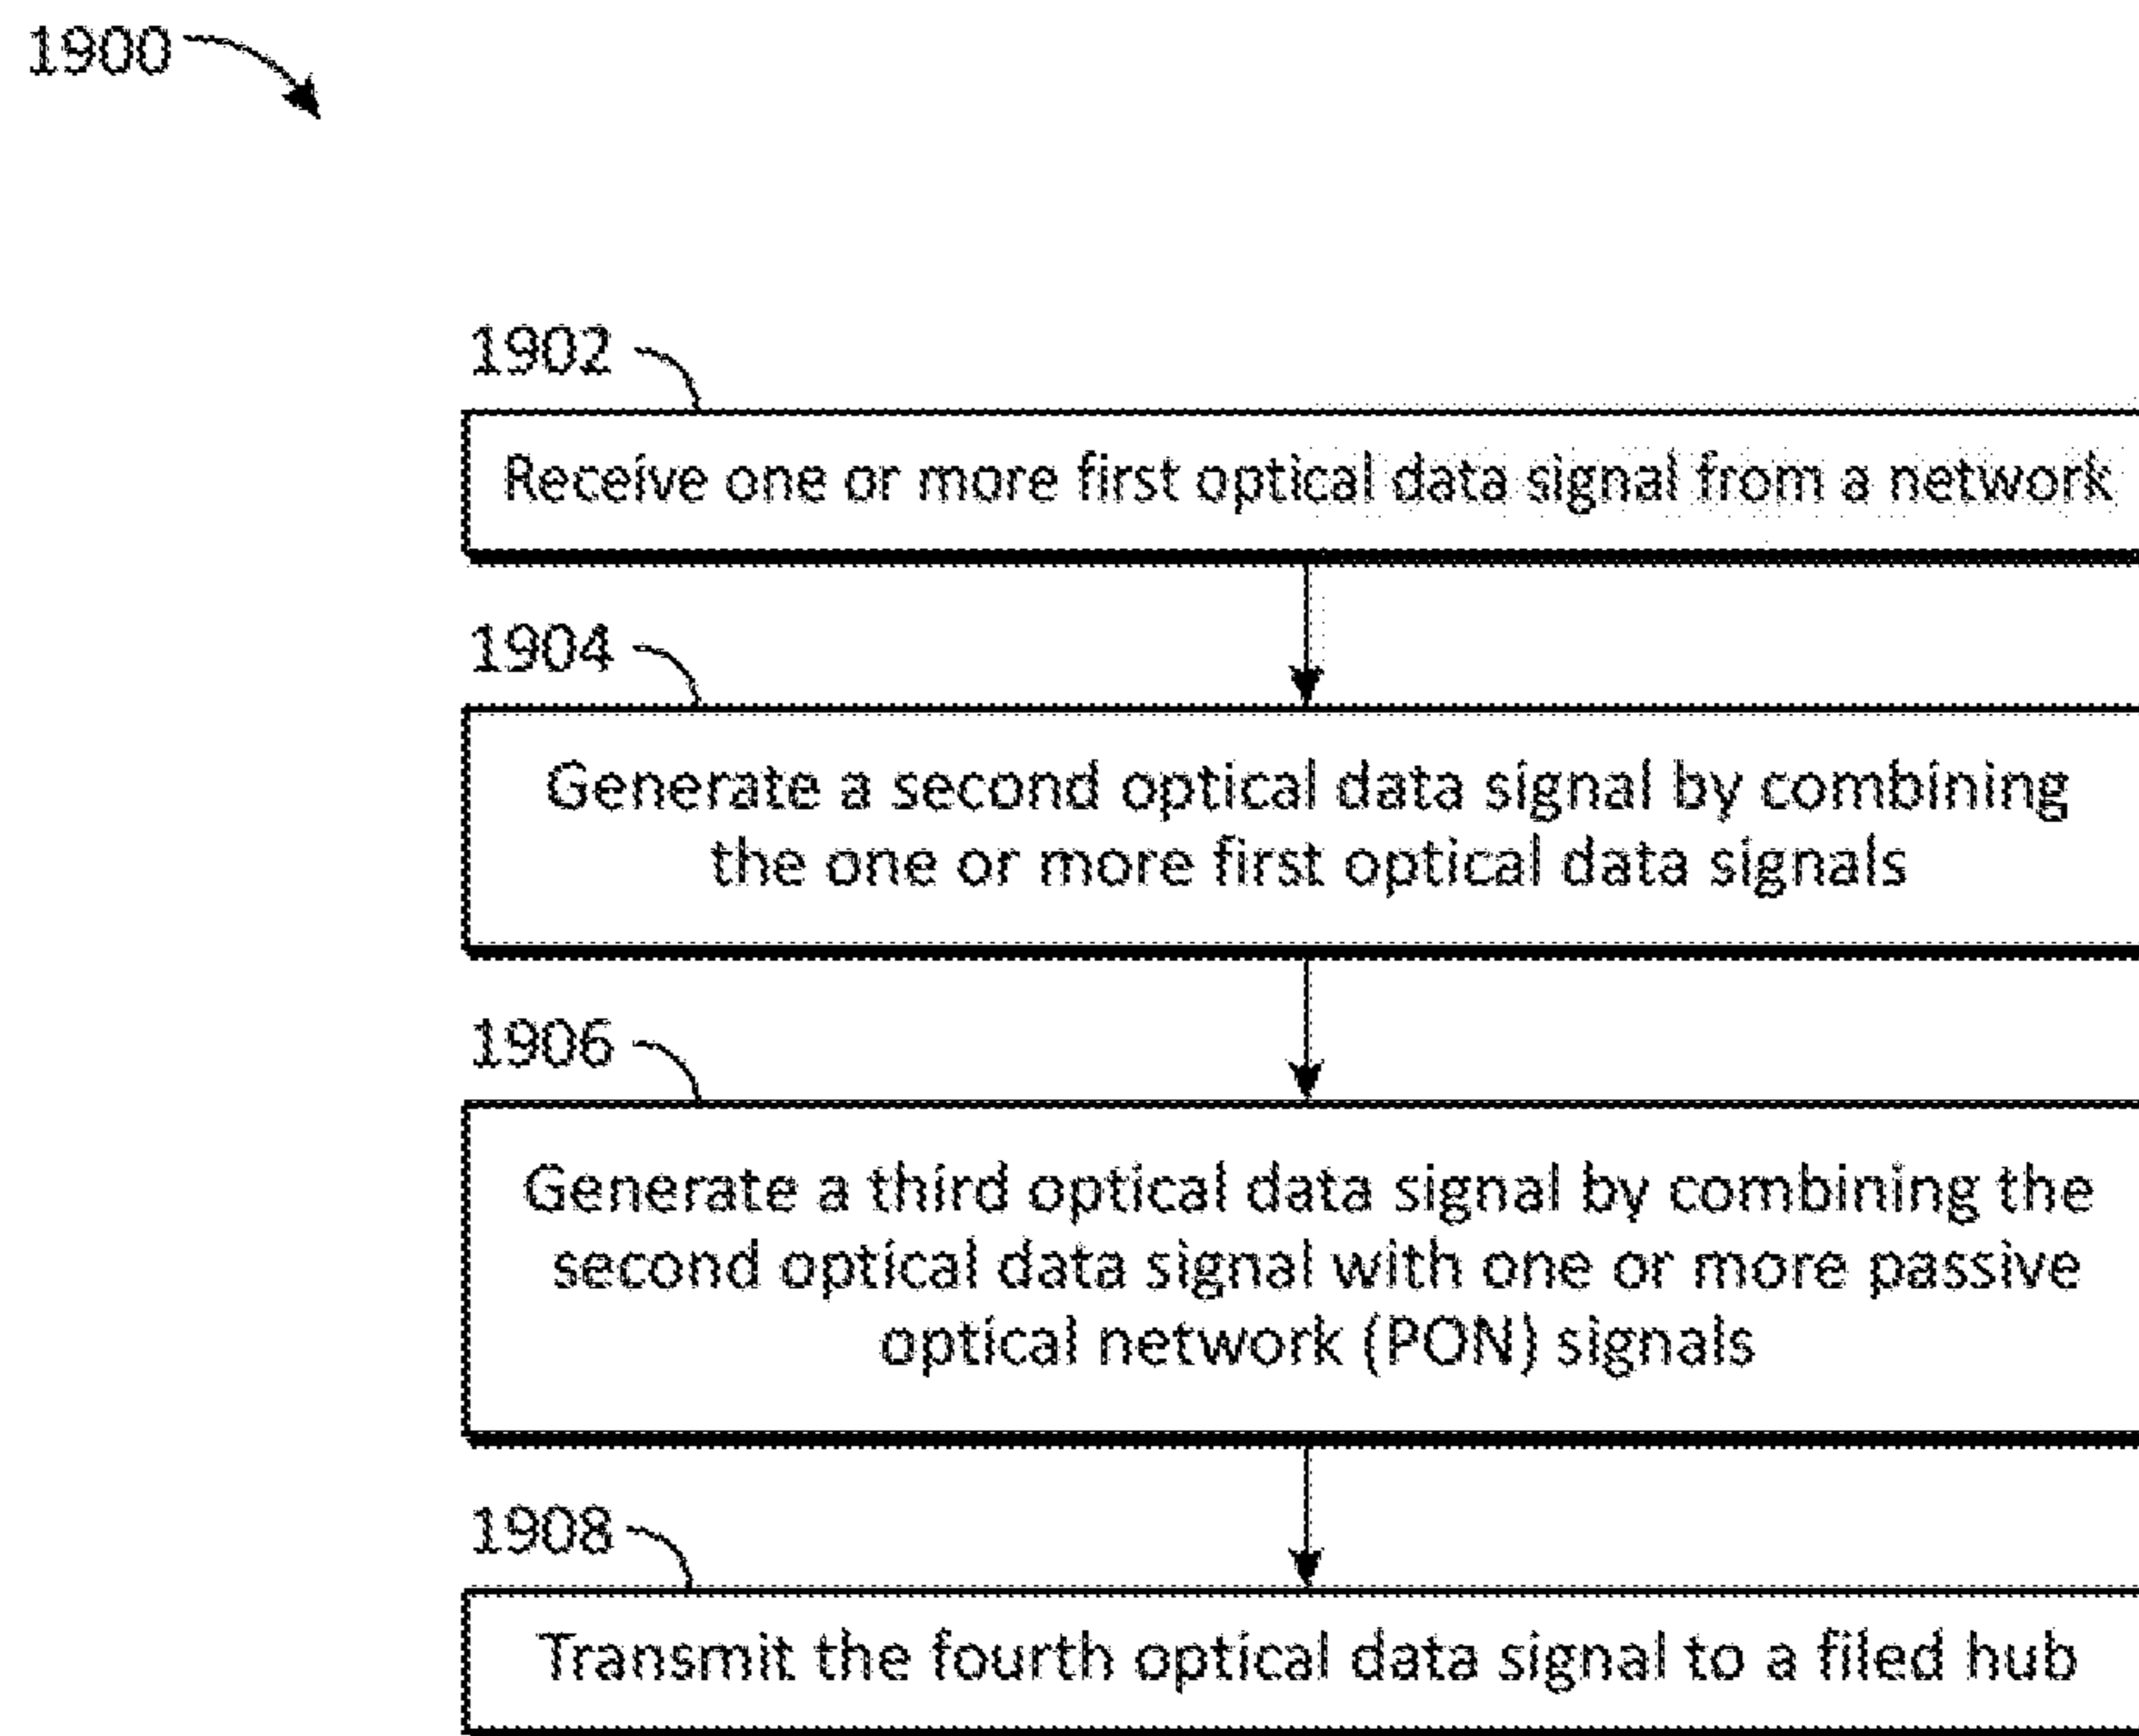 1900
1902
Receive one or more first optical data signal from a network
1904
Generate a second optical data signal by combining
the one or more first optical data signals
1906
Generate a third optical data signal by combining the
second optical data signal with one or more passive
optical network (PON) signals
1908
Transmit the fourth optical data signal to a filed hub